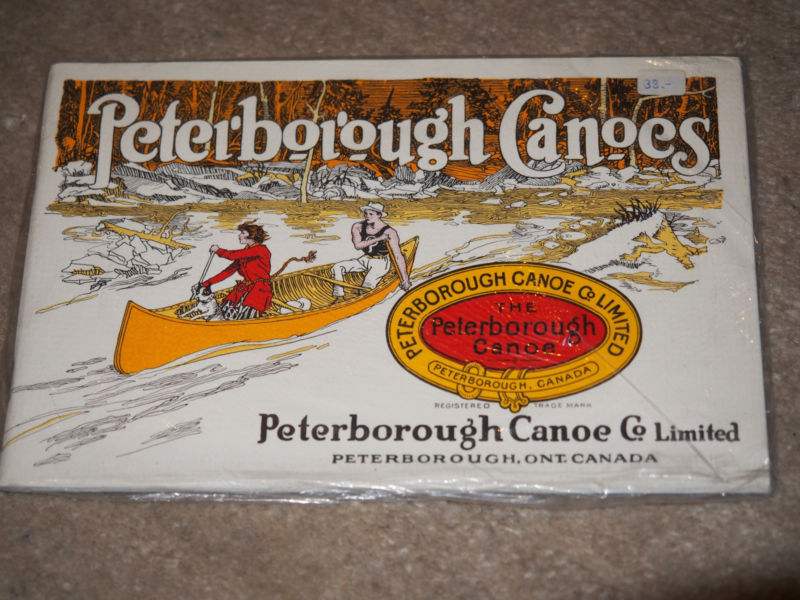 33.-
Peterborough Canoes
PETERBOROUGH CANOE Co LIMITED
THE
Peterborough
Canoe
PETERBOROUGH, CANADA
REGISTERED TRADE MARK
Peterborough Canoe Co Limited
PETERBOROUGH, ONT. CANADA